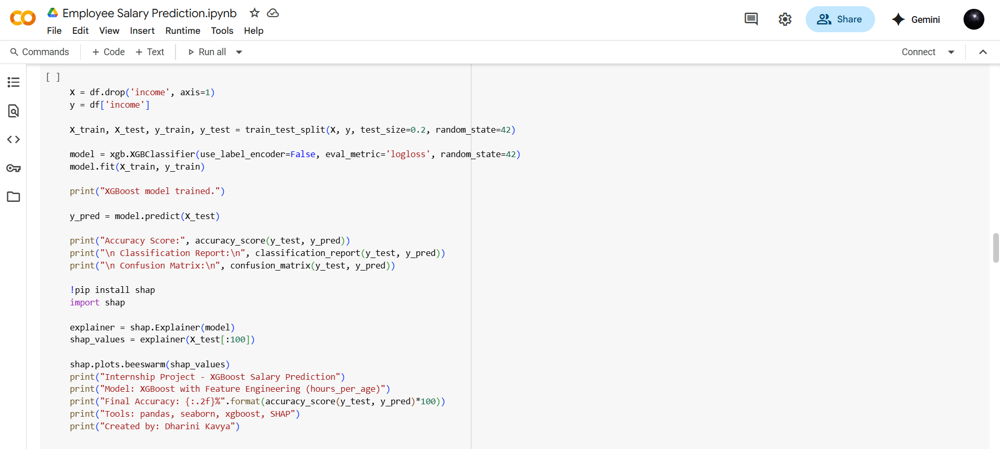 Employee Salary Prediction.ipynb
File Edit View Insert Runtime Tools Help
Share
Gemini
Commands + Code + Text Run all
Connect
[ ]
X = df.drop('income', axis=1)
y = df['income']
X_train, X_test, y_train, y_test = train_test_split(X, y, test_size=0.2, random_state=42)
model = xgb.XGBClassifier(use_label_encoder=False, eval_metric='logloss', random_state=42)
model.fit(X_train, y_train)
print("XGBoost model trained.")
y_pred = model.predict(X_test)
print("Accuracy Score:", accuracy_score(y_test, y_pred))
print("\n Classification Report:\n", classification_report(y_test, y_pred))
print("\n Confusion Matrix:\n", confusion_matrix(y_test, y_pred))
!pip install shap
import shap
explainer = shap.Explainer(model)
shap_values = explainer(X_test[:100])
shap.plots.beeswarm(shap_values)
print("Internship Project - XGBoost Salary Prediction")
print("Model: XGBoost with Feature Engineering (hours_per_age)")
print("Final Accuracy: {:.2f}%".format(accuracy_score(y_test, y_pred)*100))
print("Tools: pandas, seaborn, xgboost, SHAP")
print("Created by: Dharini Kavya")